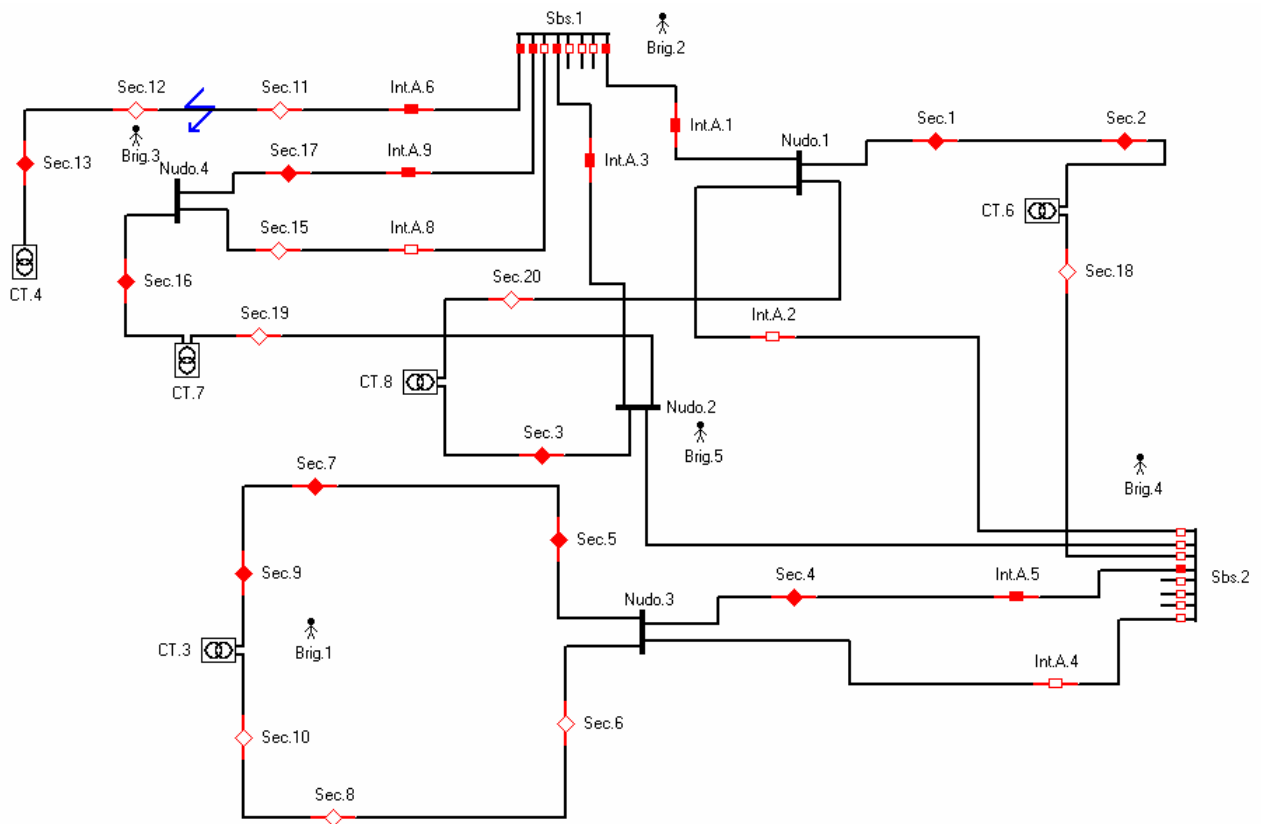 Sbs.1
Brig.2
Sec.12
Sec.11
Int.A.6
Sec.1
Sec.2
Int.A.1
Brig.3
Sec.13
Nudo.4
Sec.17
Int.A.9
Int.A.3
Nudo.1
CT.6
Sec.15
Int.A.8
CT.4
Sec.16
Sec.20
Sec.18
Sec.19
Int.A.2
CT.7
CT.8
Nudo.2
Sec.3
Brig.5
Sec.7
Brig.4
Sec.5
Sec.9
Sec.4
Int.A.5
Sbs.2
Nudo.3
CT.3
Brig.1
Int.A.4
Sec.10
Sec.6
Sec.8